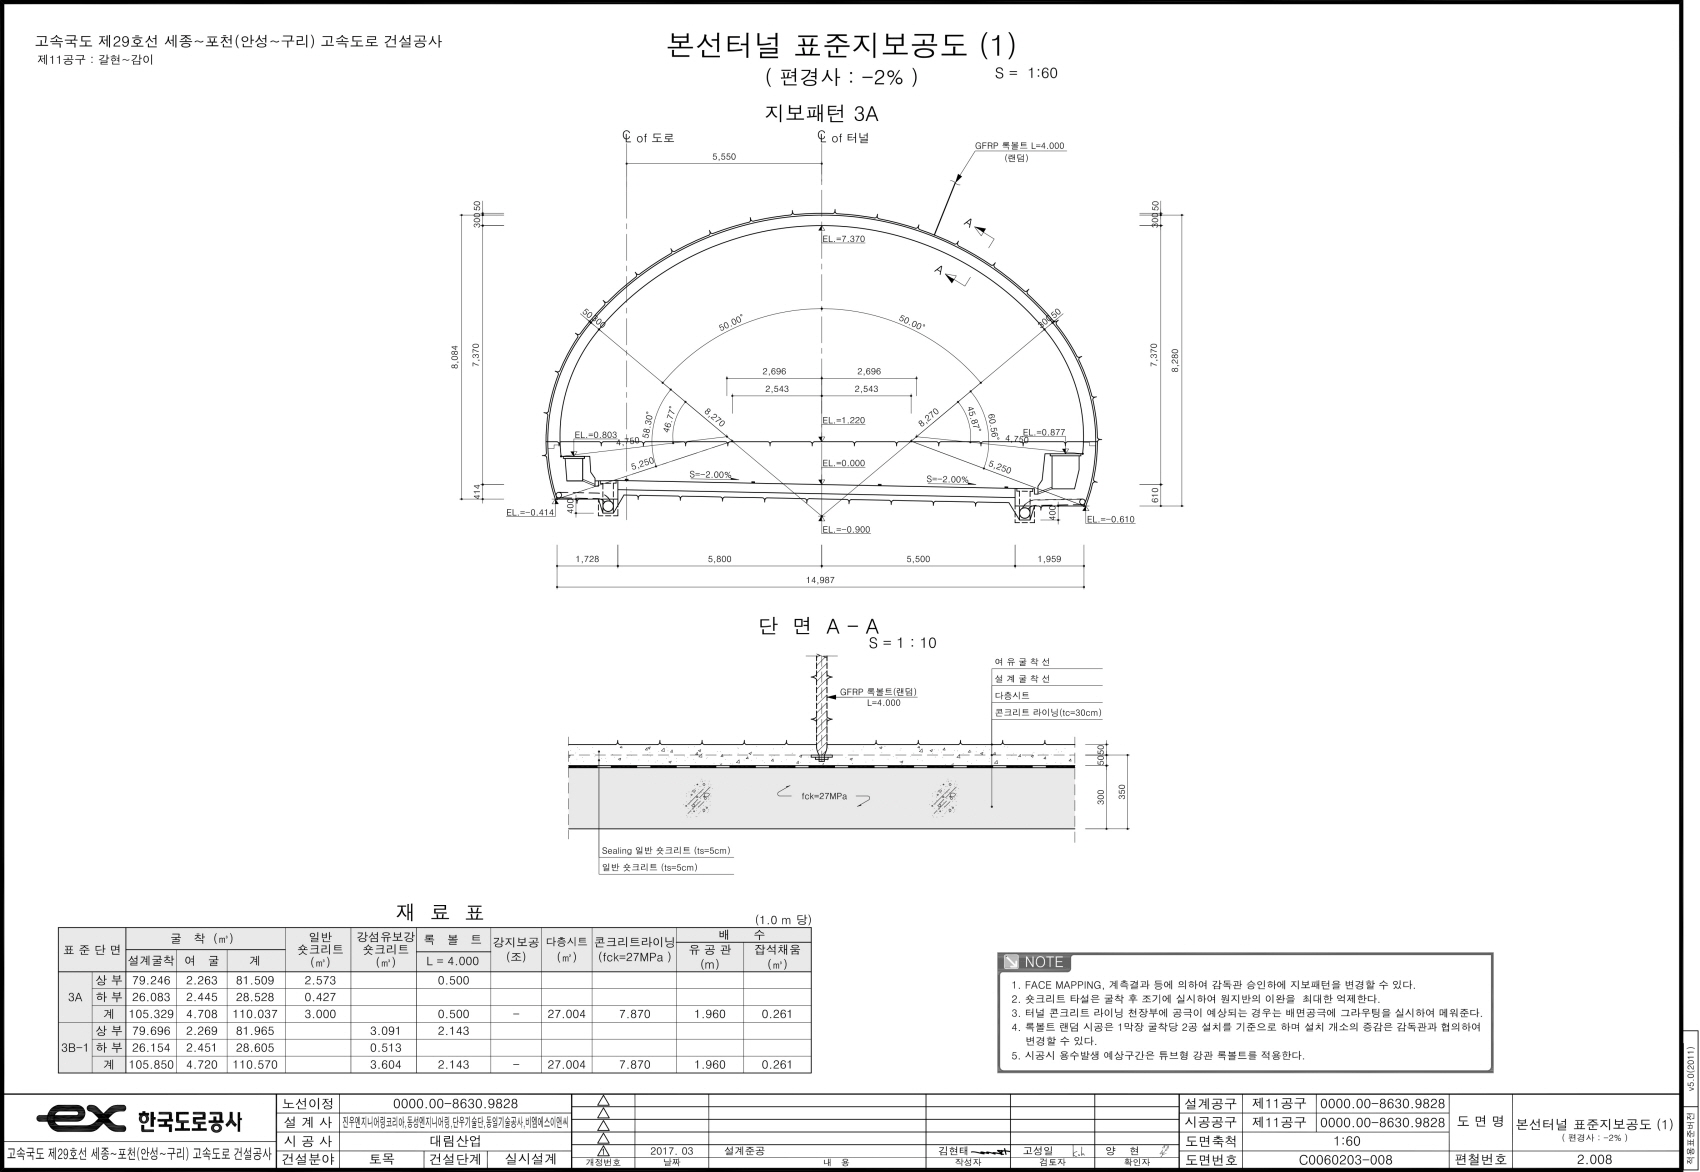 고속국도 제29호선 세종~포천(안성~구리) 고속도로 건설공사
제11공구 : 갈현~감이
본선터널 표준지보공도 (1)
( 편경사 : -2% )
S = 1:60
지보패턴 3A
℄ of 도로
℄ of 터널
5,550
GFRP 록볼트 L=4.000
(랜덤)
A
A
50
300
50
300
EL.=7.370
50
300
300
50
50.00°
50.00°
8,084
7,370
7,370
8,280
2,696
2,696
2,543
2,543
58.30°
46.77°
8,270
8,270
45.87°
60.56°
EL.=1.220
EL.=0.803
4,750
4,750
EL.=0.877
5,250
EL.=0.000
5,250
S=-2.00%
S=-2.00%
414
610
400
400
EL.=-0.414
EL.=-0.900
EL.=-0.610
1,728
5,800
5,500
1,959
14,987
단 면 A - A
S = 1 : 10
GFRP 록볼트(랜덤)
L=4.000
여 유 굴 착 선
설 계 굴 착 선
다층시트
콘크리트 라이닝(tc=30cm)
fck=27MPa
50
50
300
350
Sealing 일반 숏크리트 (ts=5cm)
일반 숏크리트 (ts=5cm)
재 료 표
(1.0 m 당)
표 준 단 면 굴 착 (㎥) 일반 숏크리트 (㎥) 강섬유보강 숏크리트 (㎥) 록 볼 트 강지보공 (조) 다층시트 (㎡) 콘크리트라이닝 (fck=27MPa ) 배 수
설계굴착 여 굴 계 L = 4.000 유 공 관 (m) 잡석채움 (㎥)
3A 상 부 79.246 2.263 81.509 2.573 0.500
하 부 26.083 2.445 28.528 0.427
계 105.329 4.708 110.037 3.000 0.500 - 27.004 7.870 1.960 0.261
3B-1 상 부 79.696 2.269 81.965 3.091 2.143
하 부 26.154 2.451 28.605 0.513
계 105.850 4.720 110.570 3.604 2.143 - 27.004 7.870 1.960 0.261
NOTE
1. FACE MAPPING, 계측결과 등에 의하여 감독관 승인하에 지보패턴을 변경할 수 있다.
2. 숏크리트 타설은 굴착 후 조기에 실시하여 원지반의 이완을 최대한 억제한다.
3. 터널 콘크리트 라이닝 천장부에 공극이 예상되는 경우는 배면공극에 그라우팅을 실시하여 메워준다.
4. 록볼트 랜덤 시공은 1막장 굴착당 2공 설치를 기준으로 하며 설치 개소의 증감은 감독관과 협의하여
변경할 수 있다.
5. 시공시 용수발생 예상구간은 튜브형 강관 록볼트를 적용한다.
v5.0(2011)
적용표준버전
ex 한국도로공사
고속국도 제29호선 세종~포천(안성~구리) 고속도로 건설공사
노선이정 0000.00-8630.9828
설 계 사 진우엔지니어링코리아,동성엔지니어링,단우기술단,동일기술공사,비엠에스이엔씨
시 공 사 대림산업
건설분야 토목 건설단계 실시설계
1 2017. 03 설계준공 김현태 고성일 양 현
개정번호 날짜 내 용 작성자 검토자 확인자
설계공구 제11공구 0000.00-8630.9828
시공공구 제11공구 0000.00-8630.9828
도면축척 1:60
도면번호 C0060203-008
도 면 명 본선터널 표준지보공도 (1)
( 편경사 : -2% )
편철번호 2.008